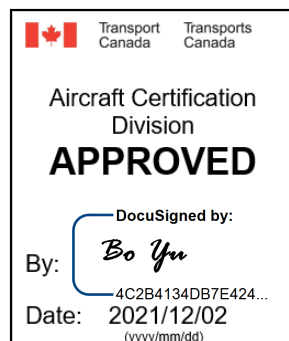 Transport Canada
Transports Canada
Aircraft Certification
Division
APPROVED
DocuSigned by:
By: Bo Yu
4C2B4134DB7E424...
Date: 2021/12/02
(yyyy/mm/dd)